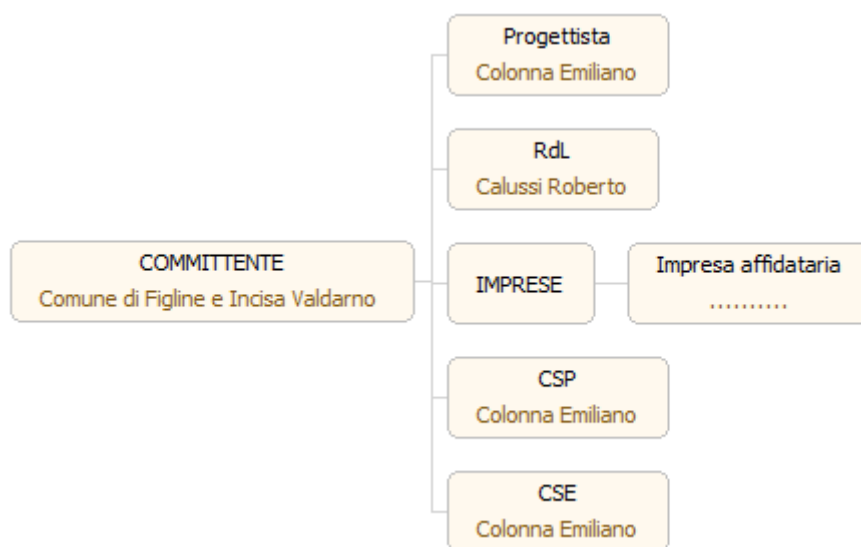 Progettista
Colonna Emiliano
RdL
Calussi Roberto
COMMITTENTE
Comune di Figline e Incisa Valdarno
IMPRESE
Impresa affidataria
..........
CSP
Colonna Emiliano
CSE
Colonna Emiliano